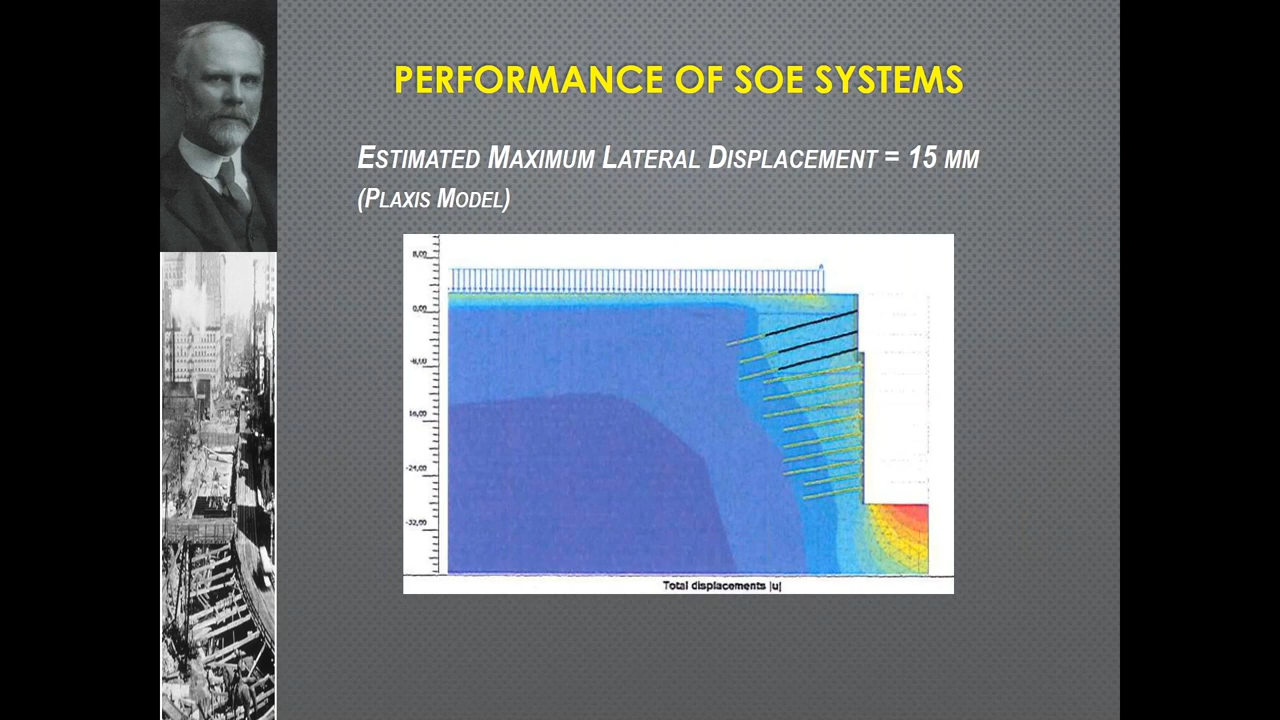 PERFORMANCE OF SOE SYSTEMS
ESTIMATED MAXIMUM LATERAL DISPLACEMENT = 15 MM
(PLAXIS MODEL)
8,00
0,00
-8,00
16,00
-24,00
-32,00
Total displacements |u|